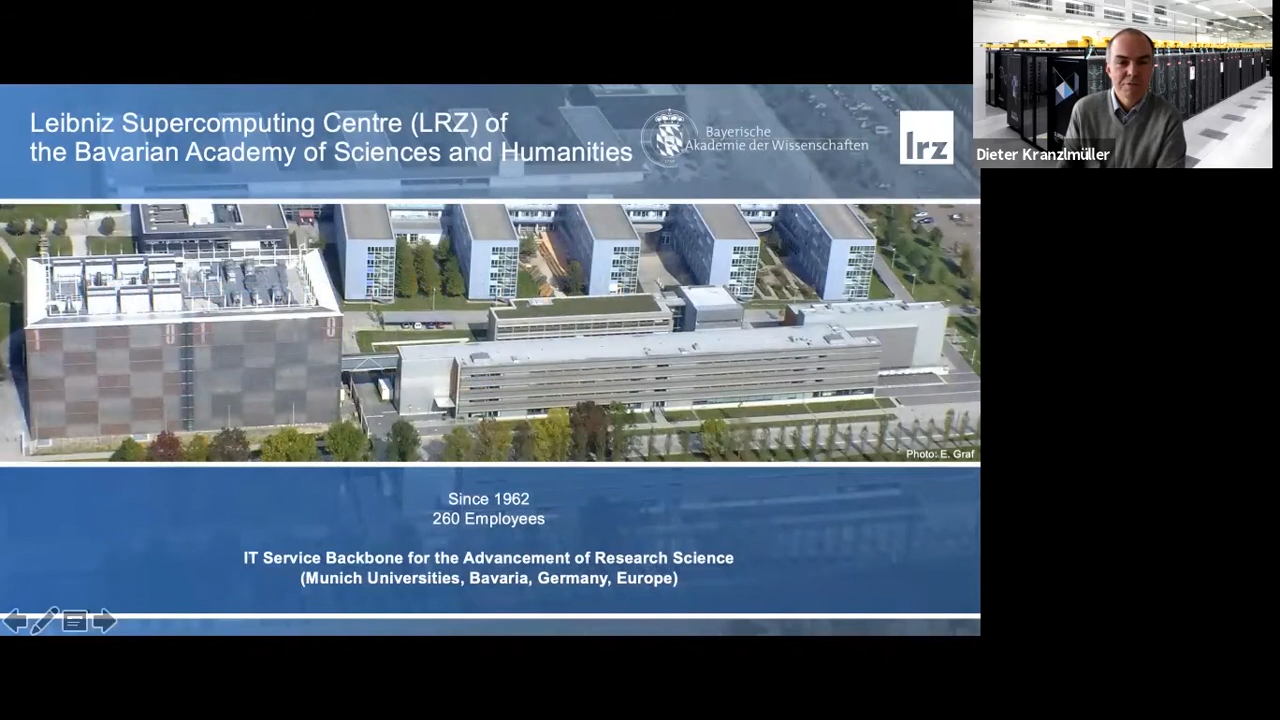 Leibniz Supercomputing Centre (LRZ) of
the Bavarian Academy of Sciences and Humanities
Bayerische
Akademie der Wissenschaften
lrz
Dieter Kranzlmüller
Photo: E. Graf
Since 1962
260 Employees
IT Service Backbone for the Advancement of Research Science
(Munich Universities, Bavaria, Germany, Europe)